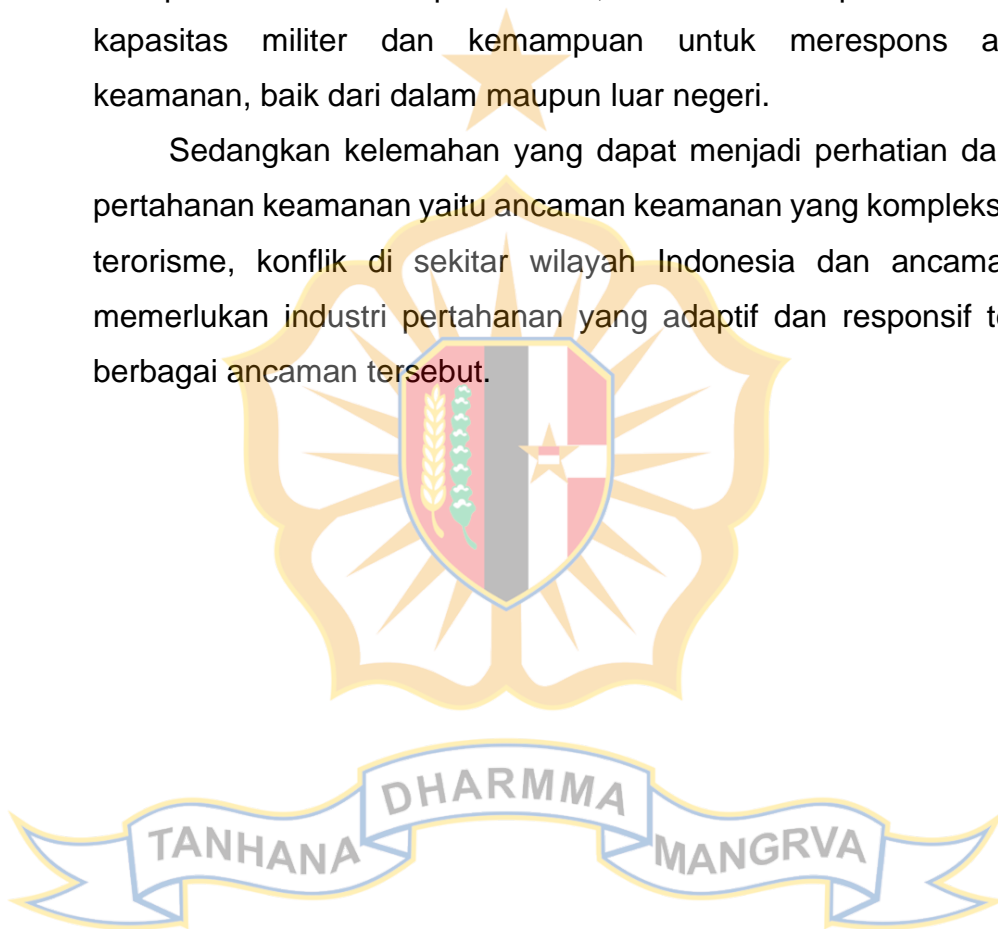 kapasitas militer dan kemampuan untuk merespons
keamanan, baik dari dalam maupun luar negeri.
Sedangkan kelemahan yang dapat menjadi perhatian
pertahanan keamanan yaitu ancaman keamanan yang kompleks
terorisme, konflik di sekitar wilayah Indonesia dan
memerlukan industri pertahanan yang adaptif dan responsif
berbagai ancaman tersebut.
DHARMMA
TANHANA
MANGRVA